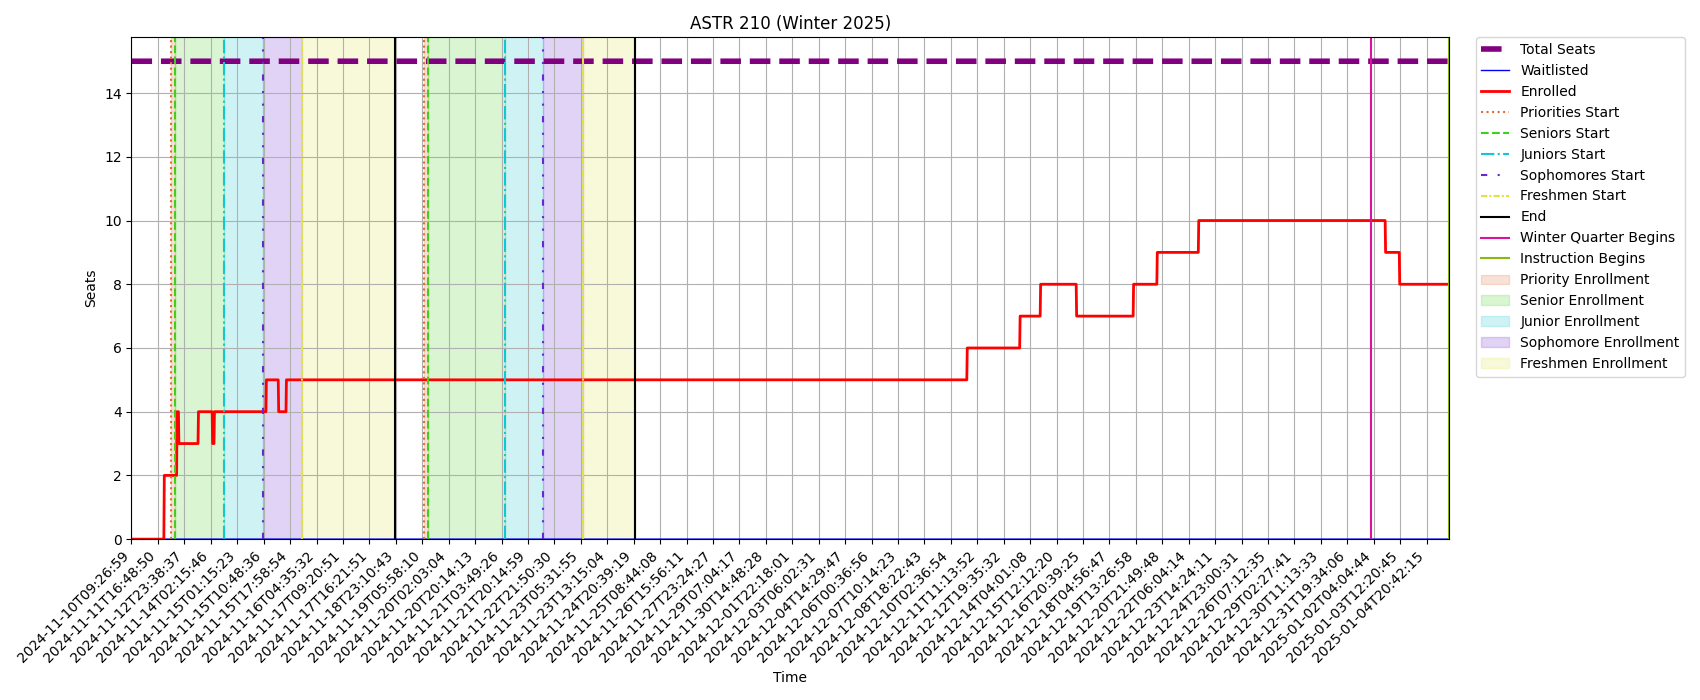 ASTR 210 (Winter 2025)
Seats
14
12
10
8
6
4
2
0
2024-11-10T09:26:59
2024-11-11T16:48:50
2024-11-12T23:38:37
2024-11-14T02:15:46
2024-11-15T01:15:23
2024-11-15T10:48:36
2024-11-15T17:58:54
2024-11-16T04:35:32
2024-11-17T09:20:51
2024-11-17T16:21:51
2024-11-18T23:10:43
2024-11-19T05:58:10
2024-11-20T02:03:04
2024-11-20T20:14:13
2024-11-21T03:49:26
2024-11-21T20:14:59
2024-11-22T21:50:30
2024-11-23T05:31:55
2024-11-23T13:15:04
2024-11-24T20:39:19
2024-11-25T08:44:08
2024-11-26T15:56:11
2024-11-27T23:24:27
2024-11-29T07:04:17
2024-11-30T14:48:28
2024-12-01T22:18:01
2024-12-03T06:02:31
2024-12-04T14:29:47
2024-12-06T00:36:56
2024-12-07T10:14:23
2024-12-08T18:22:43
2024-12-10T02:36:54
2024-12-11T11:13:52
2024-12-12T19:35:32
2024-12-14T04:01:08
2024-12-15T12:12:20
2024-12-16T20:39:25
2024-12-18T04:56:47
2024-12-19T13:26:58
2024-12-20T21:49:48
2024-12-22T06:04:14
2024-12-23T14:24:11
2024-12-24T23:00:31
2024-12-26T07:12:35
2024-12-29T02:27:41
2024-12-30T11:13:33
2024-12-31T19:34:06
2025-01-02T04:04:44
2025-01-03T12:20:45
2025-01-04T20:42:15
Time
Total Seats
Waitlisted
Enrolled
Priorities Start
Seniors Start
Juniors Start
Sophomores Start
Freshmen Start
End
Winter Quarter Begins
Instruction Begins
Priority Enrollment
Senior Enrollment
Junior Enrollment
Sophomore Enrollment
Freshmen Enrollment